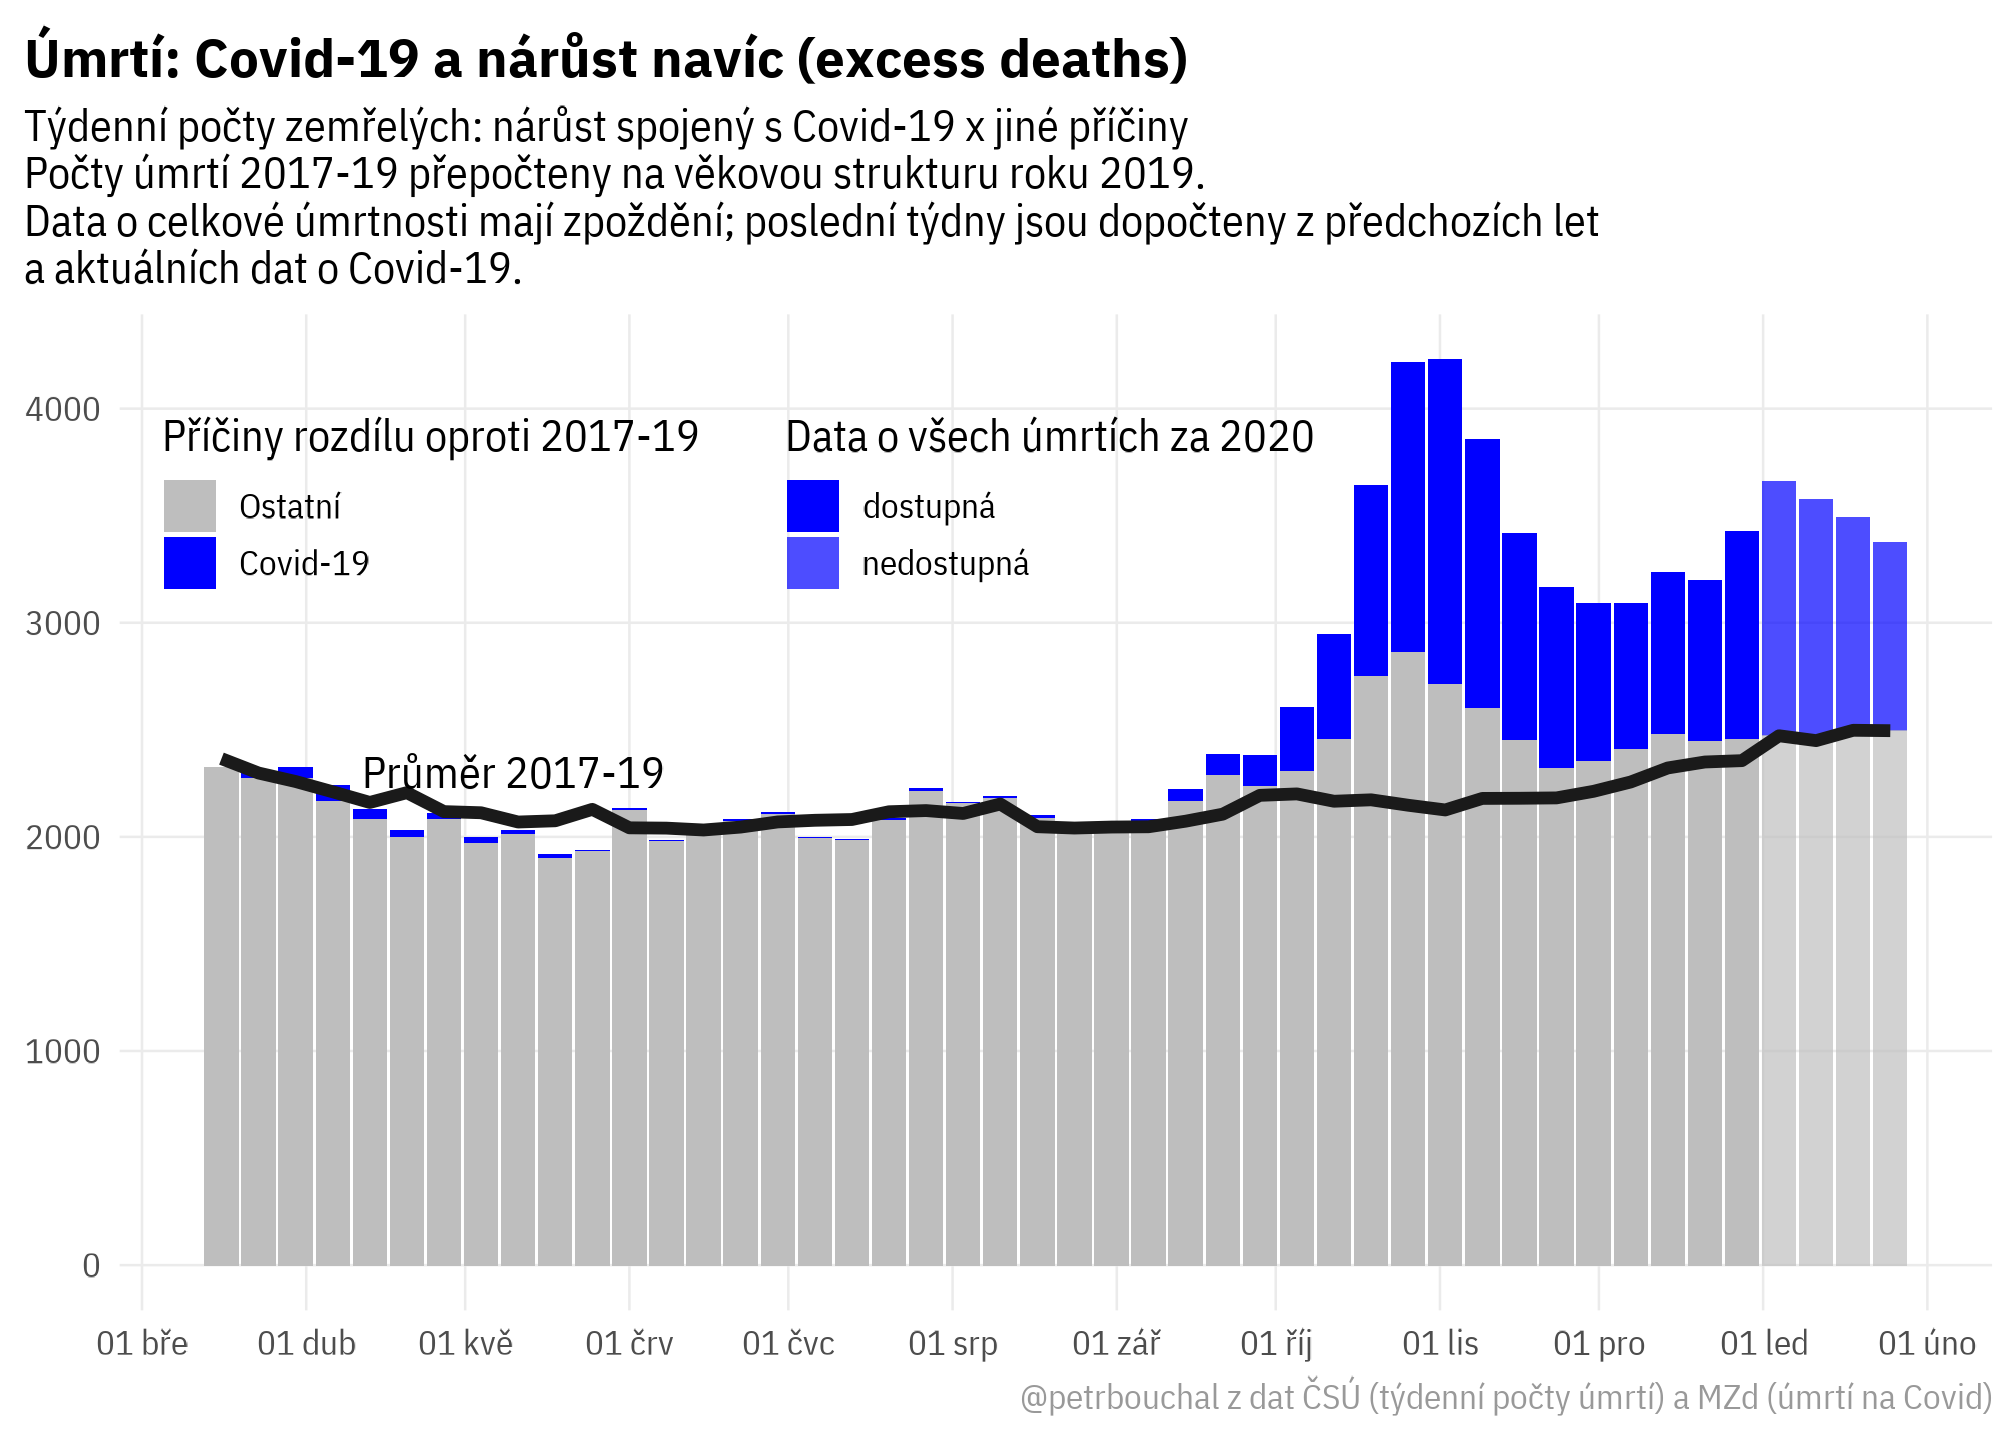 Úmrtí: Covid-19 a nárůst navíc (excess deaths)
Týdenní počty zemřelých: nárůst spojený s Covid-19 x jiné příčiny
Počty úmrtí 2017-19 přepočteny na věkovou strukturu roku 2019.
Data o celkové úmrtnosti mají zpoždění; poslední týdny jsou dopočteny z předchozích let
a aktuálních dat o Covid-19.
4000
3000
2000
1000
0
Příčiny rozdílu oproti 2017-19
Ostatní
Covid-19
Data o všech úmrtích za 2020
dostupná
nedostupná
Průměr 2017-19
01 bře
01 dub
01 kvě
01 črv
01 čvc
01 srp
01 zář
01 říj
01 lis
01 pro
01 led
01 úno
@petrbouchal z dat ČSÚ (týdenní počty úmrtí) a MZd (úmrtí na Covid)